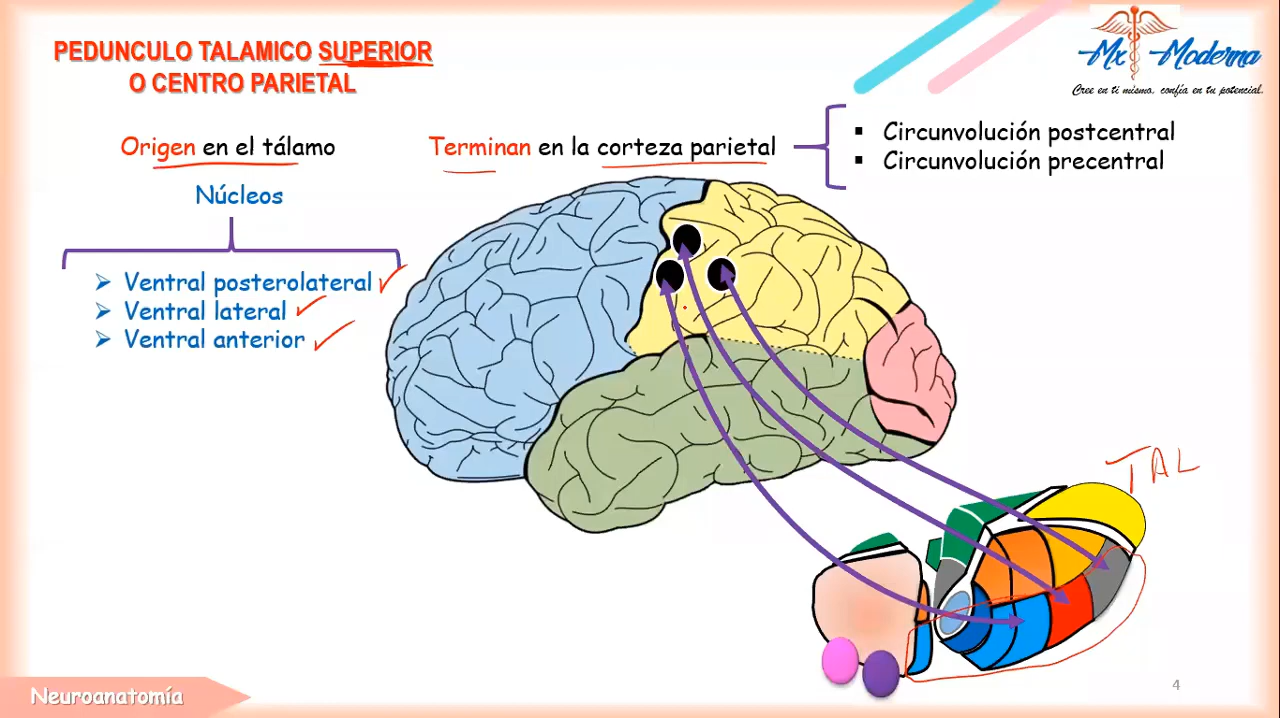 PEDUNCULO TALAMICO SUPERIOR
O CENTRO PARIETAL
Mx Moderna
Cree en ti mismo, confía en tu potencial.
Origen en el tálamo
Terminan en la corteza parietal
▪ Circunvolución postcentral
▪ Circunvolución precentral
Núcleos
➢ Ventral posterolateral
➢ Ventral lateral
➢ Ventral anterior
TAL
Neuroanatomía
4